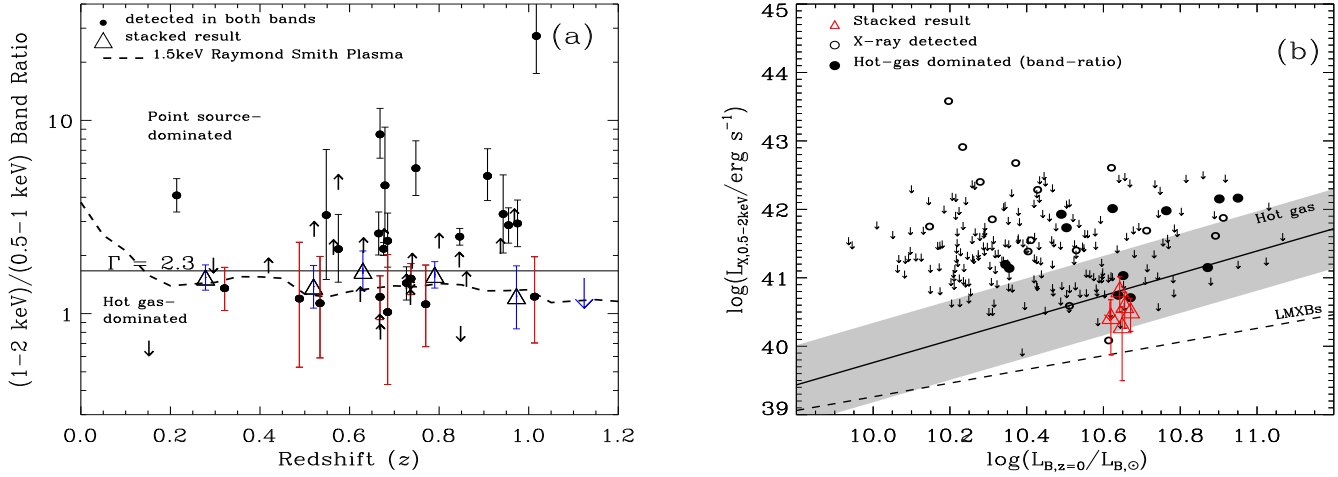 detected in both bands
stacked result
1.5keV Raymond Smith Plasma
(a)
Point source-
dominated
Γ = 2.3
Hot gas-
dominated
(1-2 keV)/(0.5-1 keV) Band Ratio
10
1
0.0 0.2 0.4 0.6 0.8 1.0 1.2
Redshift (z)
Stacked result
X-ray detected
Hot-gas dominated (band-ratio)
(b)
Hot gas
LMXBs
log(L_X,0.5-2keV/erg s⁻¹)
45
44
43
42
41
40
39
10.0 10.2 10.4 10.6 10.8 11.0
log(L_B,z=0/L_B,⊙)